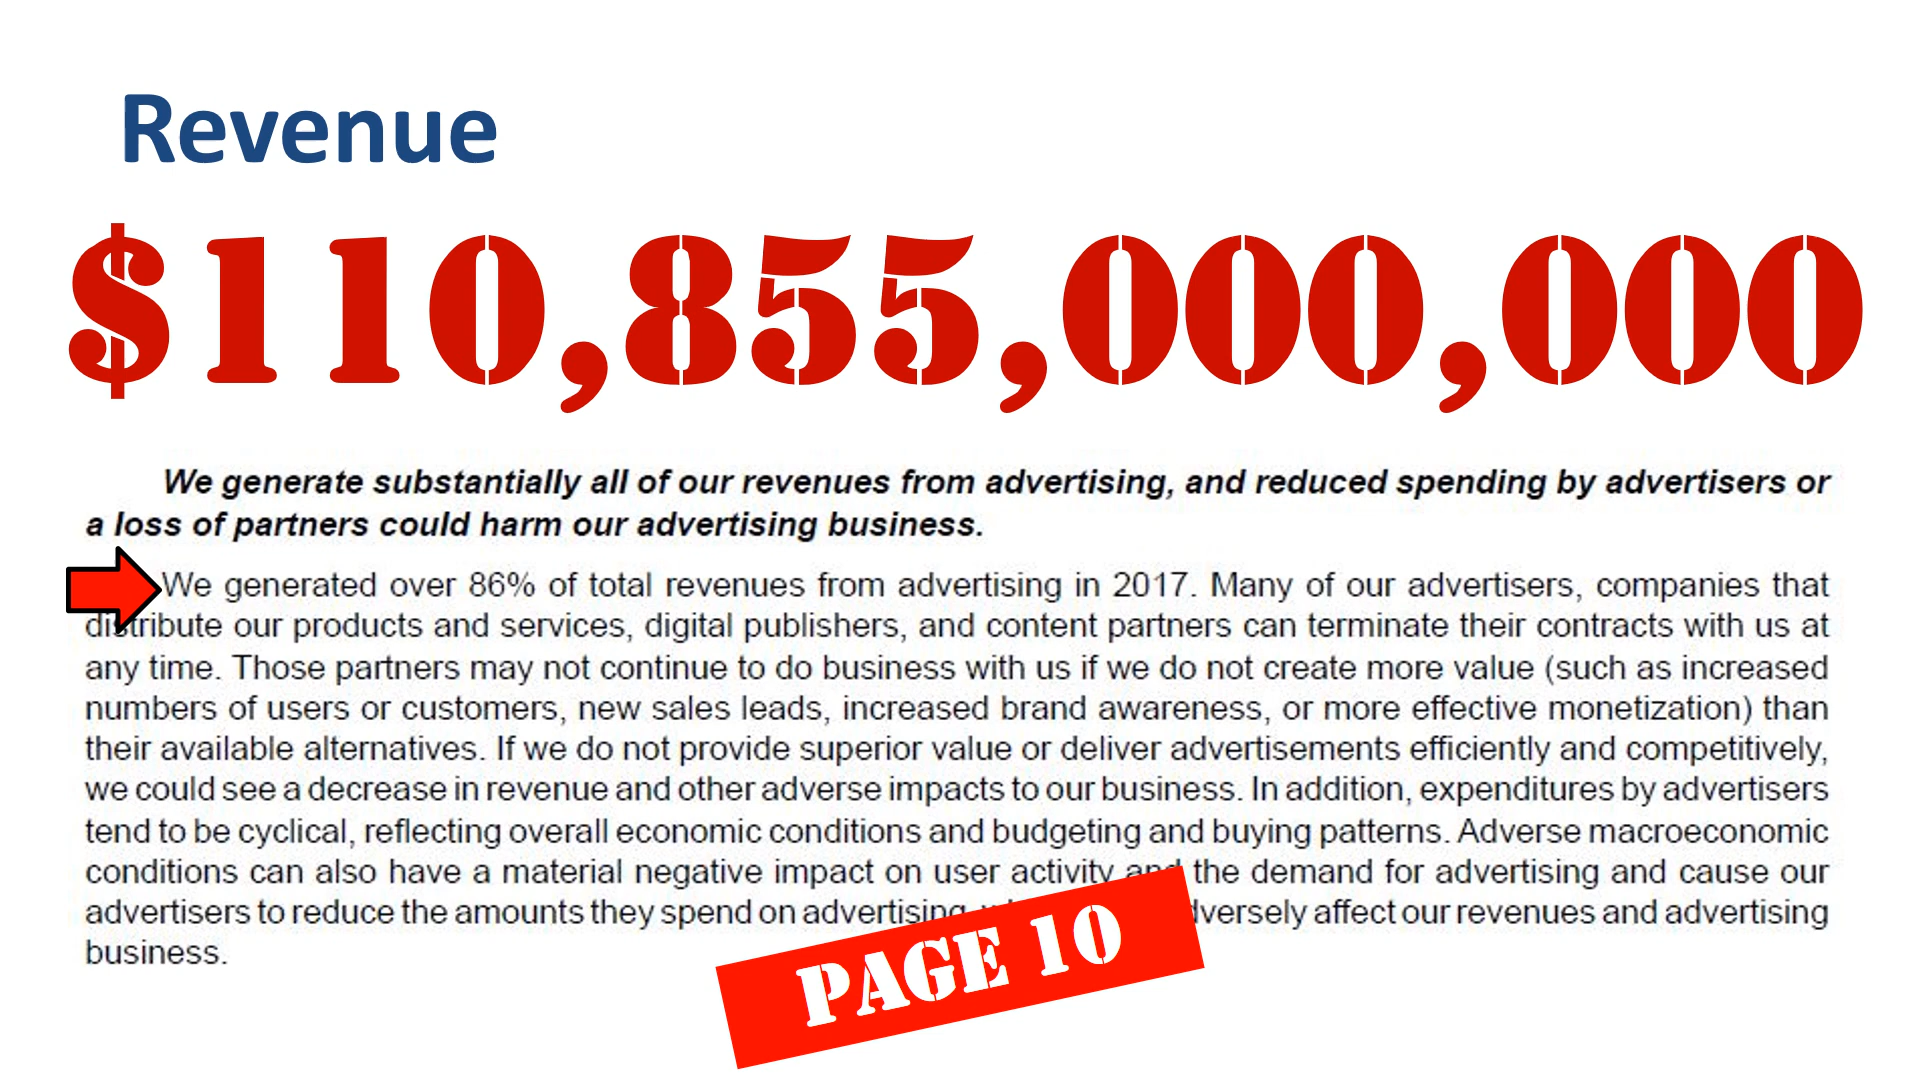 Revenue
$110,855,000,000
We generate substantially all of our revenues from advertising, and reduced spending by advertisers or
a loss of partners could harm our advertising business.
We generated over 86% of total revenues from advertising in 2017. Many of our advertisers, companies that
distribute our products and services, digital publishers, and content partners can terminate their contracts with us at
any time. Those partners may not continue to do business with us if we do not create more value (such as increased
numbers of users or customers, new sales leads, increased brand awareness, or more effective monetization) than
their available alternatives. If we do not provide superior value or deliver advertisements efficiently and competitively,
we could see a decrease in revenue and other adverse impacts to our business. In addition, expenditures by advertisers
tend to be cyclical, reflecting overall economic conditions and budgeting and buying patterns. Adverse macroeconomic
conditions can also have a material negative impact on user activity and the demand for advertising and cause our
advertisers to reduce the amounts they spend on advertising, dversely affect our revenues and advertising
business.
PAGE 10